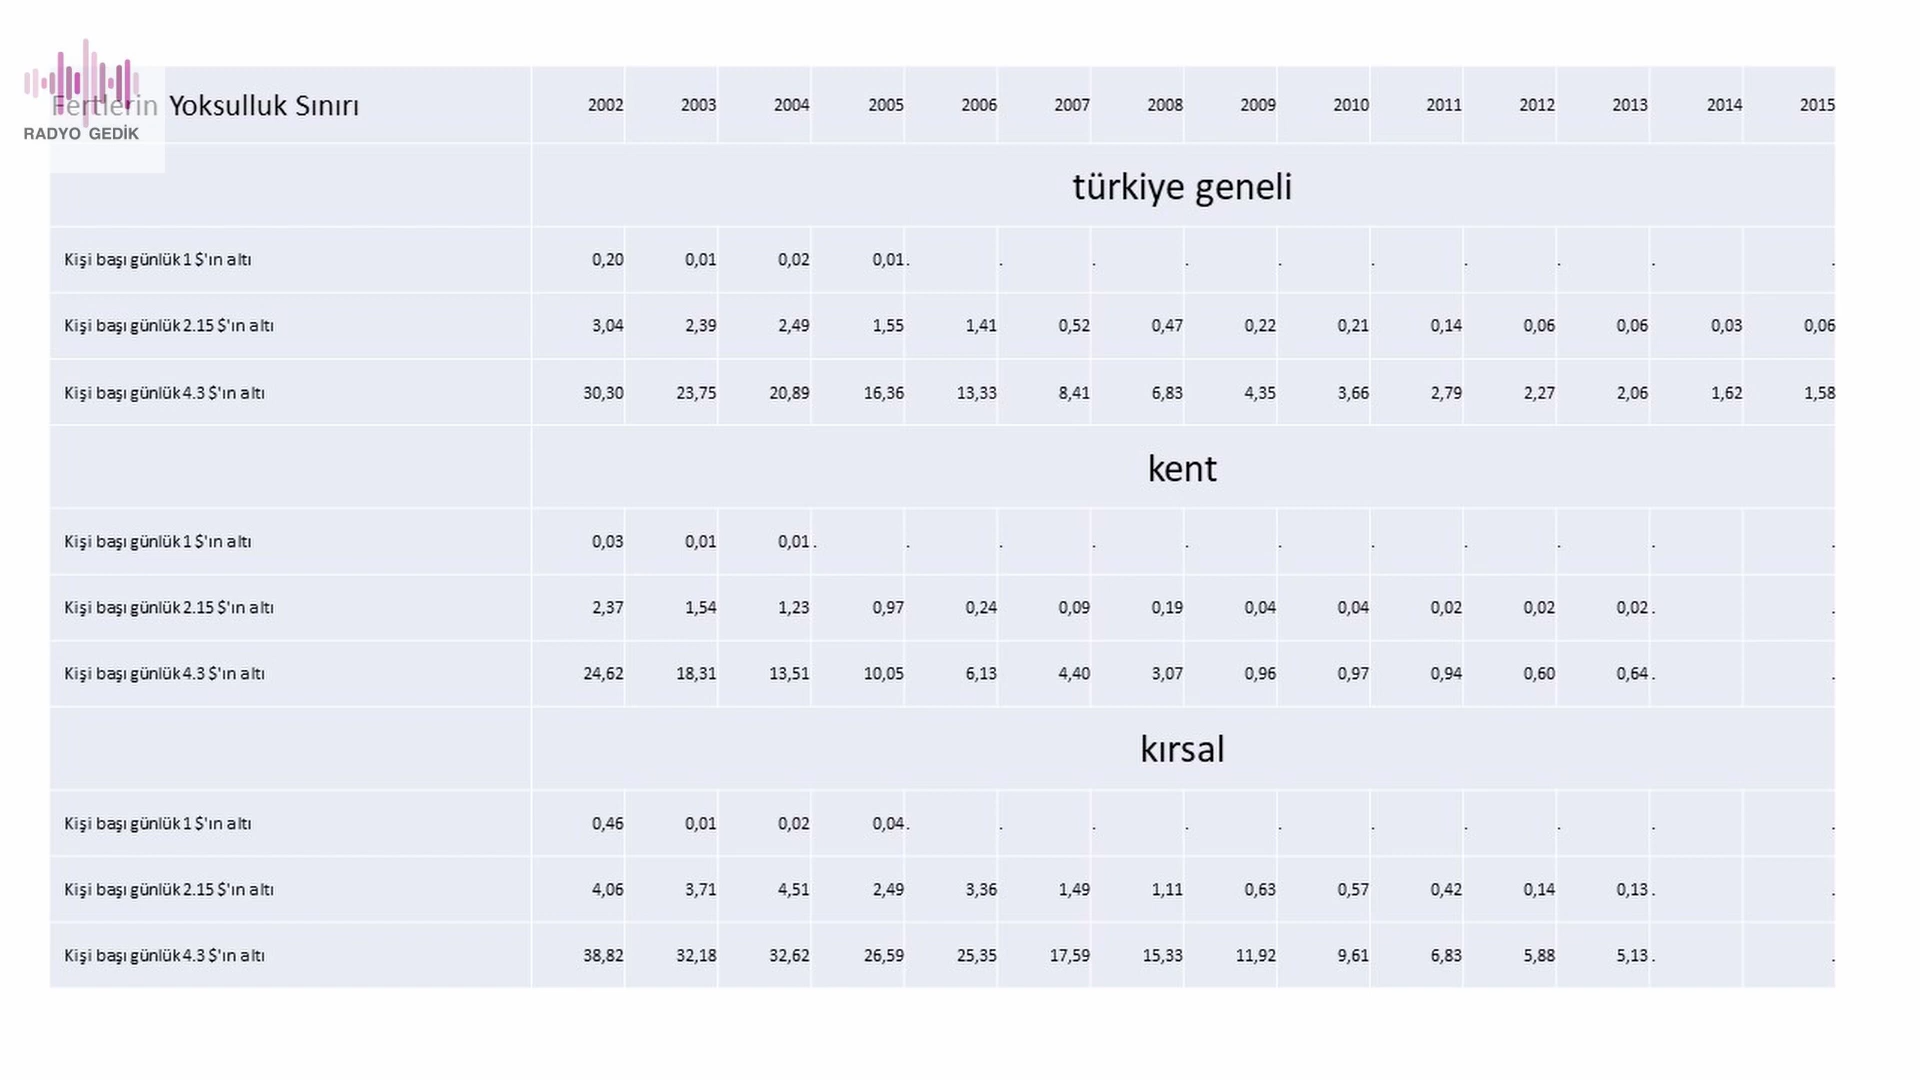 RADYO GEDİK
Fertlerin Yoksulluk Sınırı 2002 2003 2004 2005 2006 2007 2008 2009 2010 2011 2012 2013 2014 2015
türkiye geneli
Kişi başı günlük 1 $'ın altı 0,20 0,01 0,02 0,01 . . . . . . . . . .
Kişi başı günlük 2.15 $'ın altı 3,04 2,39 2,49 1,55 1,41 0,52 0,47 0,22 0,21 0,14 0,06 0,06 0,03 0,06
Kişi başı günlük 4.3 $'ın altı 30,30 23,75 20,89 16,36 13,33 8,41 6,83 4,35 3,66 2,79 2,27 2,06 1,62 1,58
kent
Kişi başı günlük 1 $'ın altı 0,03 0,01 0,01 . . . . . . . . . . .
Kişi başı günlük 2.15 $'ın altı 2,37 1,54 1,23 0,97 0,24 0,09 0,19 0,04 0,04 0,02 0,02 0,02 . .
Kişi başı günlük 4.3 $'ın altı 24,62 18,31 13,51 10,05 6,13 4,40 3,07 0,96 0,97 0,94 0,60 0,64 . .
kırsal
Kişi başı günlük 1 $'ın altı 0,46 0,01 0,02 0,04 . . . . . . . . . .
Kişi başı günlük 2.15 $'ın altı 4,06 3,71 4,51 2,49 3,36 1,49 1,11 0,63 0,57 0,42 0,14 0,13 . .
Kişi başı günlük 4.3 $'ın altı 38,82 32,18 32,62 26,59 25,35 17,59 15,33 11,92 9,61 6,83 5,88 5,13 . .